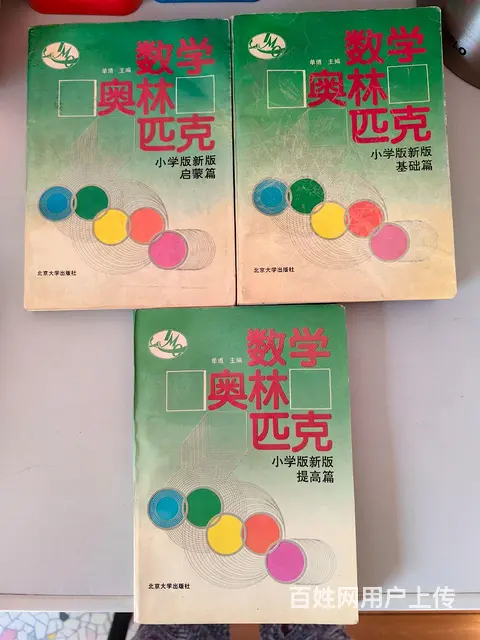 单墫 主编
数学
奥林
匹克
小学版新版
启蒙篇
北京大学出版社
单墫 主编
数学
奥林
匹克
小学版新版
基础篇
北京大学出版社
单墫 主编
数学
奥林
匹克
小学版新版
提高篇
北京大学出版社
百姓网用户上传